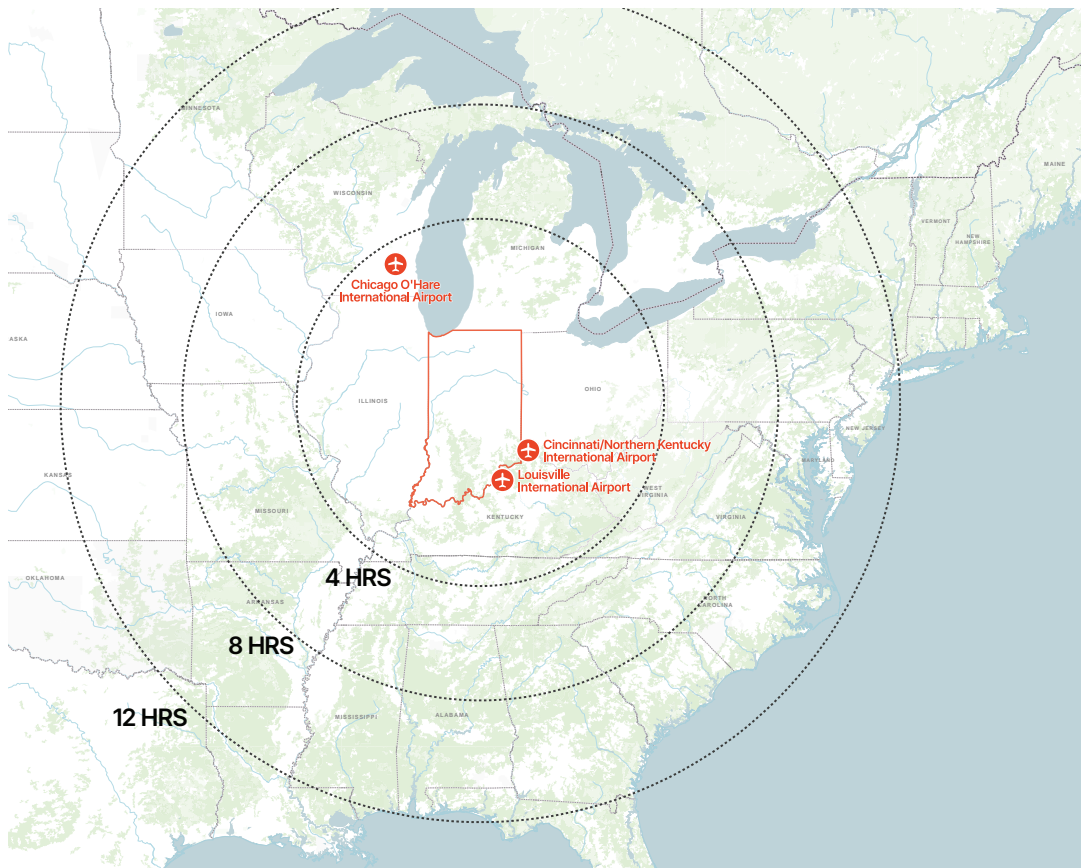 MINNESOTA
MAINE
WISCONSIN
VERMONT
NEW
HAMPSHIRE
MICHIGAN
Chicago O'Hare
International Airport
IOWA
ASKA
OHIO
ILLINOIS
NEW JERSEY
Cincinnati/Northern Kentucky
International Airport
MARYLAND
KANSAS
Louisville
International Airport
WEST
VIRGINIA
MISSOURI
KENTUCKY
VIRGINIA
4 HRS
OKLAHOMA
ARKANSAS
NORTH
CAROLINA
8 HRS
12 HRS
MISSISSIPPI
ALABAMA